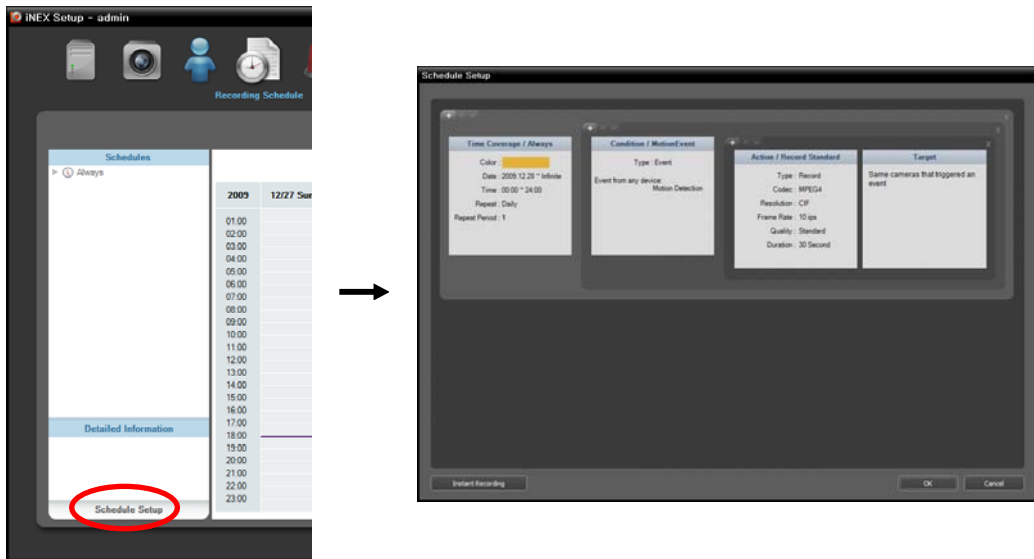 iNEX Setup - admin
Recording Schedule
Schedules
Always
2009 12/27 Sun
01:00
02:00
03:00
04:00
05:00
06:00
07:00
08:00
09:00
10:00
11:00
12:00
13:00
14:00
15:00
16:00
17:00
18:00
19:00
20:00
21:00
22:00
23:00
Detailed Information
Schedule Setup
Schedule Setup
Time Coverage / Always
Color :
Date : 2009.12.28 ~ Infinite
Time : 00:00 ~ 24:00
Repeat : Daily
Repeat Period : 1
Condition / MotionEvent
Type : Event
Event from any device:
Motion Detection
Action / Record Standard
Type : Record
Codec : MPEG4
Resolution : CIF
Frame Rate : 10 ips
Quality : Standard
Duration : 30 Second
Target
Same cameras that triggered an
event
Instant Recording
OK
Cancel